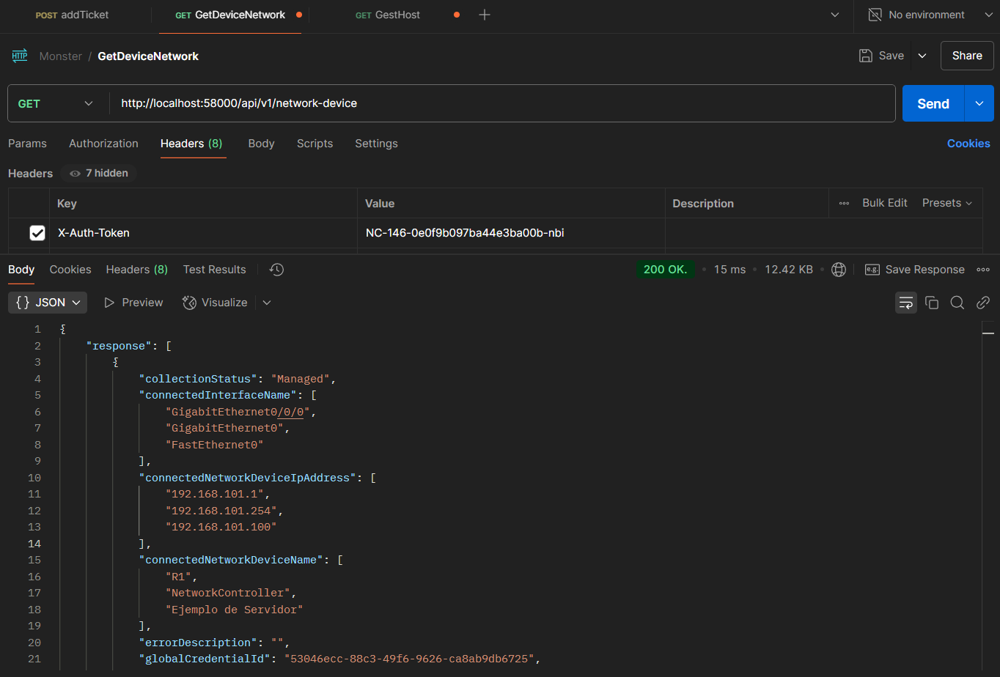 POST addTicket GET GetDeviceNetwork GET GestHost No environment
HTTP Monster / GetDeviceNetwork Save Share
GET http://localhost:58000/api/v1/network-device Send
Params Authorization Headers (8) Body Scripts Settings Cookies
Headers 7 hidden
Key Value Description Bulk Edit Presets
X-Auth-Token NC-146-0e0f9b097ba44e3ba00b-nbi
Body Cookies Headers (8) Test Results 200 OK. • 15 ms • 12.42 KB • e.g. Save Response
{} JSON Preview Visualize
1 {
2 "response": [
3 {
4 "collectionStatus": "Managed",
5 "connectedInterfaceName": [
6 "GigabitEthernet0/0/0",
7 "GigabitEthernet0",
8 "FastEthernet0"
9 ],
10 "connectedNetworkDeviceIpAddress": [
11 "192.168.101.1",
12 "192.168.101.254",
13 "192.168.101.100"
14 ],
15 "connectedNetworkDeviceName": [
16 "R1",
17 "NetworkController",
18 "Ejemplo de Servidor"
19 ],
20 "errorDescription": "",
21 "globalCredentialId": "53046ecc-88c3-49f6-9626-ca8ab9db6725",